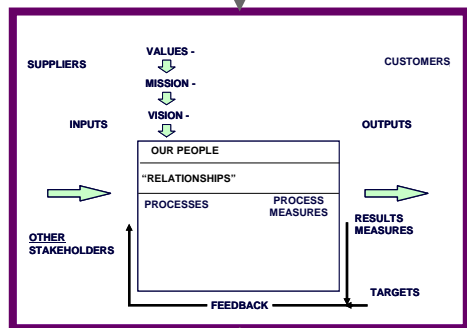 VALUES -
SUPPLIERS
CUSTOMERS
MISSION -
VISION -
INPUTS
OUTPUTS
OUR PEOPLE
“RELATIONSHIPS”
PROCESSES
PROCESS
MEASURES
RESULTS
MEASURES
OTHER
STAKEHOLDERS
TARGETS
FEEDBACK